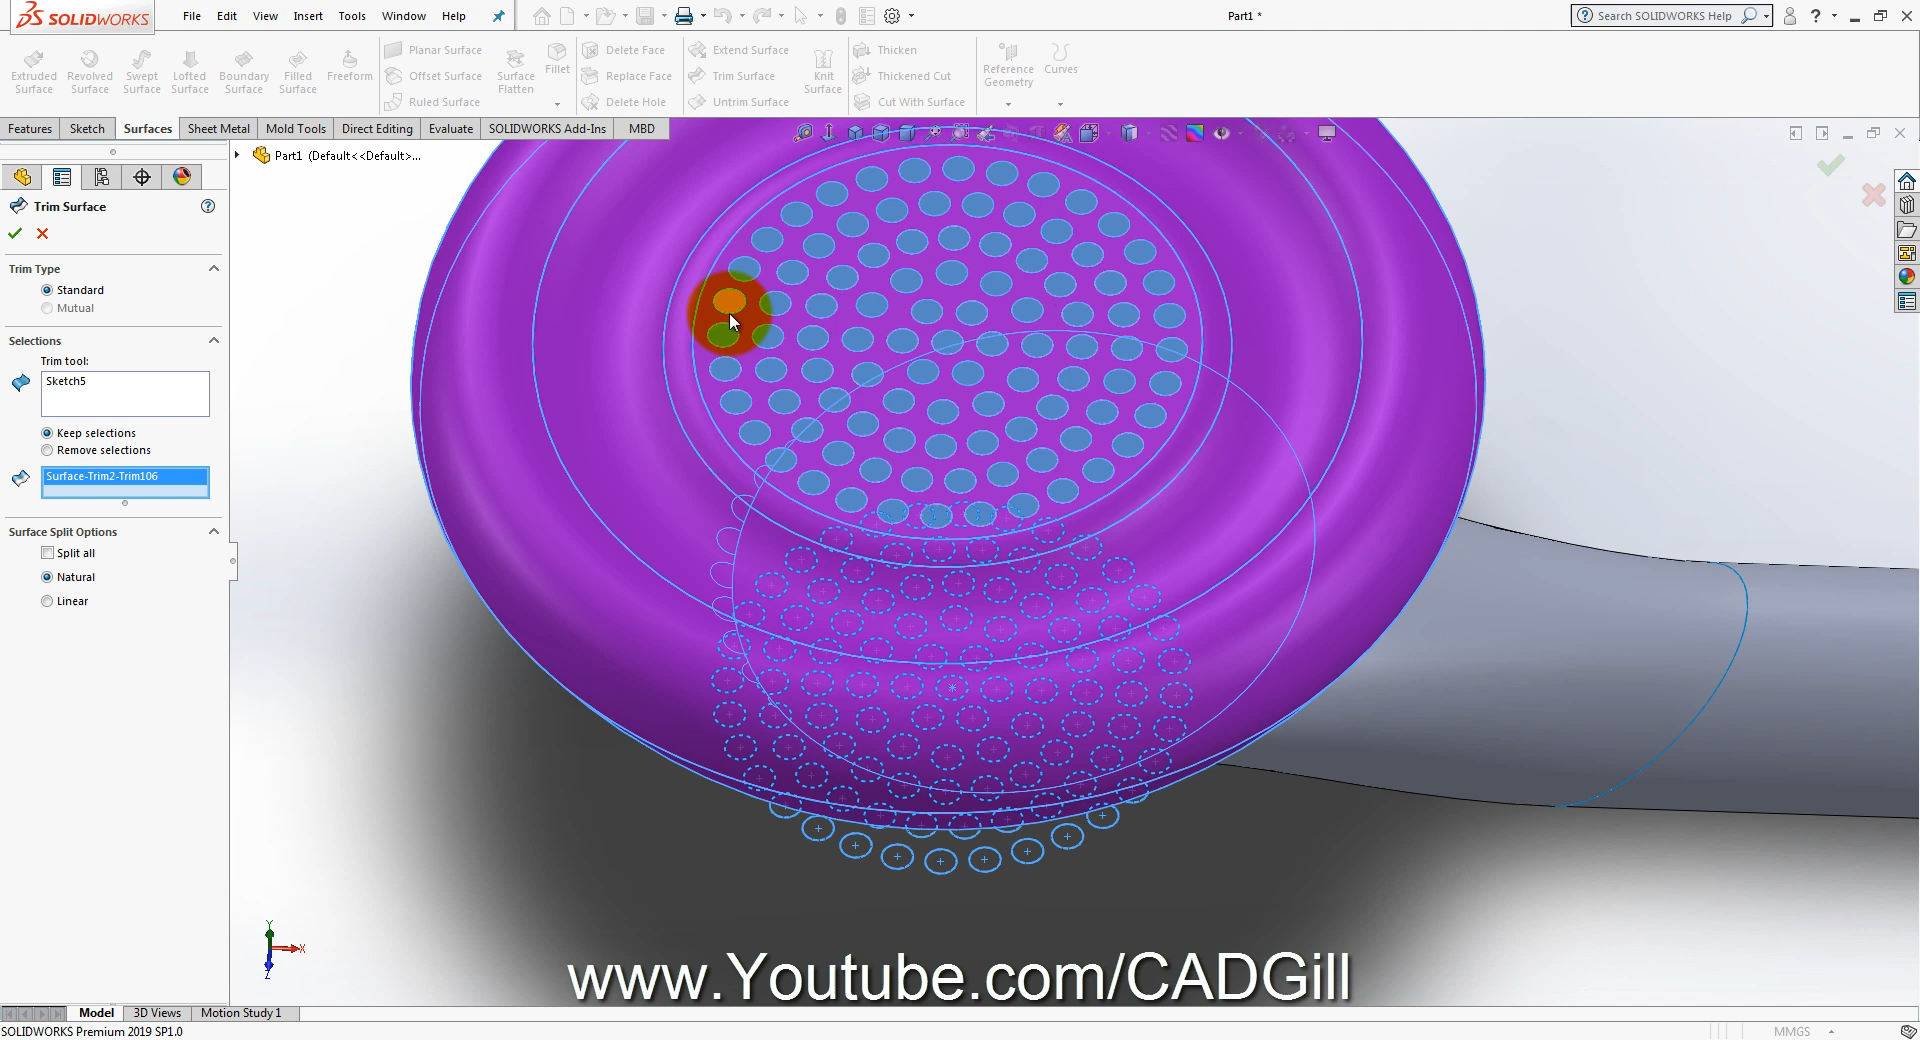 SOLIDWORKS File Edit View Insert Tools Window Help Part1 * Search SOLIDWORKS Help
Extruded Surface
Revolved Surface
Swept Surface
Lofted Surface
Boundary Surface
Filled Surface
Freeform
Planar Surface
Offset Surface
Ruled Surface
Surface Flatten
Fillet
Delete Face
Replace Face
Delete Hole
Extend Surface
Trim Surface
Untrim Surface
Knit Surface
Thicken
Thickened Cut
Cut With Surface
Reference Geometry
Curves
Features Sketch Surfaces Sheet Metal Mold Tools Direct Editing Evaluate SOLIDWORKS Add-Ins MBD
Part1 (Default<<Default>...
Trim Surface
Trim Type
Standard
Mutual
Selections
Trim tool:
Sketch5
Keep selections
Remove selections
Surface-Trim2-Trim106
Surface Split Options
Split all
Natural
Linear
Y
X
Z
www.Youtube.com/CADGill
Model 3D Views Motion Study 1
SOLIDWORKS Premium 2019 SP1.0 MMGS